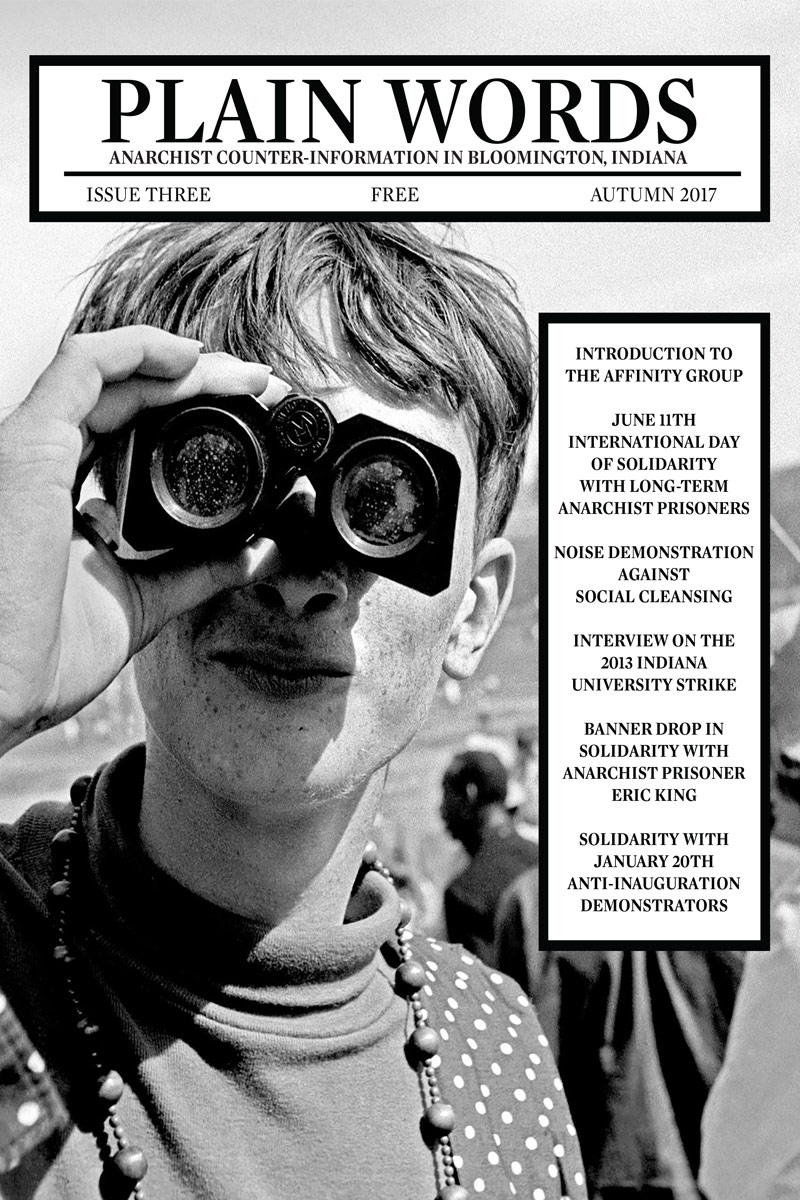 PLAIN WORDS
ANARCHIST COUNTER-INFORMATION IN BLOOMINGTON, INDIANA
ISSUE THREE FREE AUTUMN 2017
INTRODUCTION TO
THE AFFINITY GROUP
JUNE 11TH
INTERNATIONAL DAY
OF SOLIDARITY
WITH LONG-TERM
ANARCHIST PRISONERS
NOISE DEMONSTRATION
AGAINST
SOCIAL CLEANSING
INTERVIEW ON THE
2013 INDIANA
UNIVERSITY STRIKE
BANNER DROP IN
SOLIDARITY WITH
ANARCHIST PRISONER
ERIC KING
SOLIDARITY WITH
JANUARY 20TH
ANTI-INAUGURATION
DEMONSTRATORS